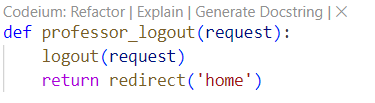 Codeium: Refactor | Explain | Generate Docstring | ×
def professor_logout(request):
    logout(request)
    return redirect('home')